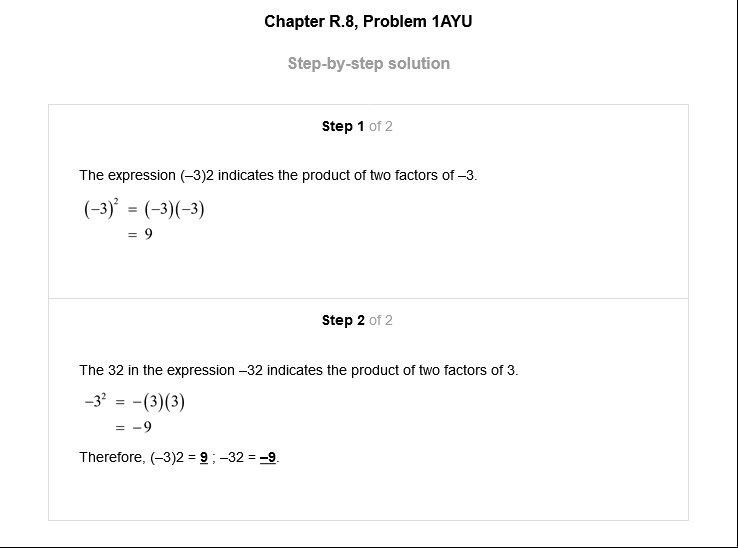 Chapter R.8, Problem 1AYU
Step-by-step solution
Step 1 of 2
The expression (–3)2 indicates the product of two factors of –3.
(−3)² = (−3)(−3)
= 9
Step 2 of 2
The 32 in the expression –32 indicates the product of two factors of 3.
−3² = −(3)(3)
= −9
Therefore, (–3)2 = 9 ; –32 = –9.